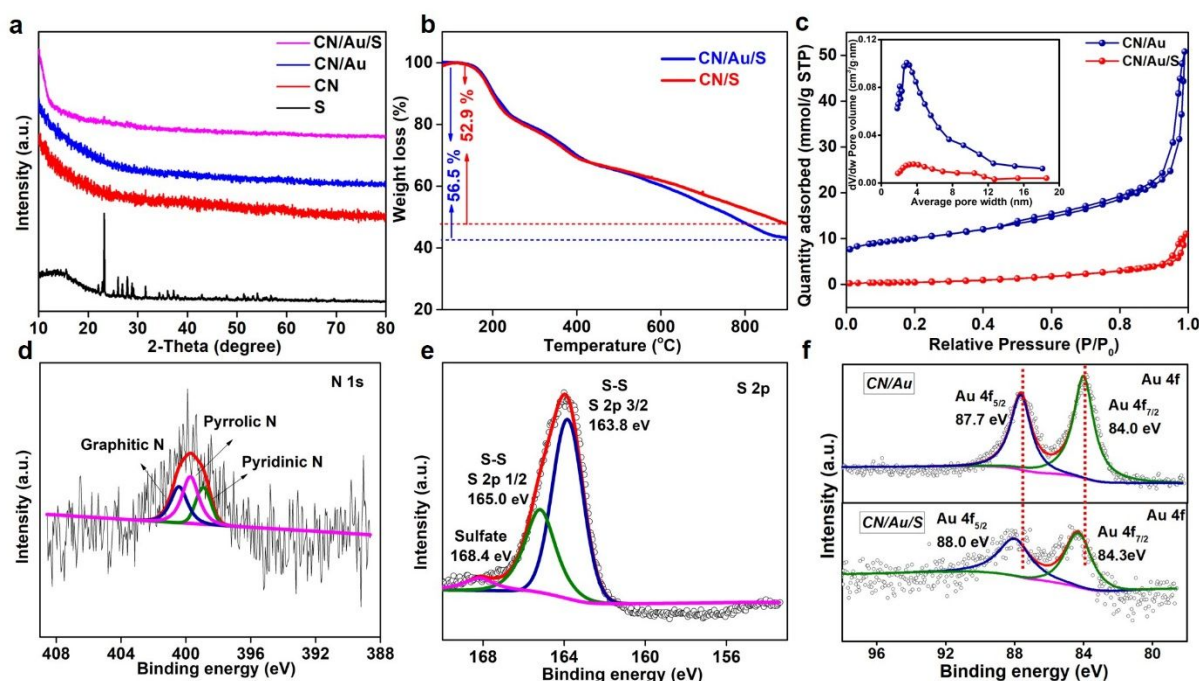 a
CN/Au/S
CN/Au
CN
S
Intensity (a.u.)
10 20 30 40 50 60 70 80
2-Theta (degree)
b
CN/Au/S
CN/S
52.9 %
56.5 %
Weight loss (%)
100
80
60
40
20
200 400 600 800
Temperature (°C)
c
CN/Au
CN/Au/S
Quantity adsorbed (mmol/g STP)
50
40
30
20
10
0
0.0 0.2 0.4 0.6 0.8 1.0
Relative Pressure (P/P0)
dV/dw Pore volume (cm³/g nm)
0.12
0.08
0.04
0.00
0 4 8 12 16 20
Average pore width (nm)
d
N 1s
Graphitic N
Pyrrolic N
Pyridinic N
Intensity (a.u.)
408 404 400 396 392 388
Binding energy (eV)
e
S 2p
S-S
S 2p 3/2
163.8 eV
S-S
S 2p 1/2
165.0 eV
Sulfate
168.4 eV
Intensity (a.u.)
168 164 160 156
Binding energy (eV)
f
CN/Au
Au 4f
Au 4f5/2
87.7 eV
Au 4f7/2
84.0 eV
CN/Au/S
Au 4f
Au 4f5/2
88.0 eV
Au 4f7/2
84.3eV
Intensity (a.u.)
96 92 88 84 80
Binding energy (eV)